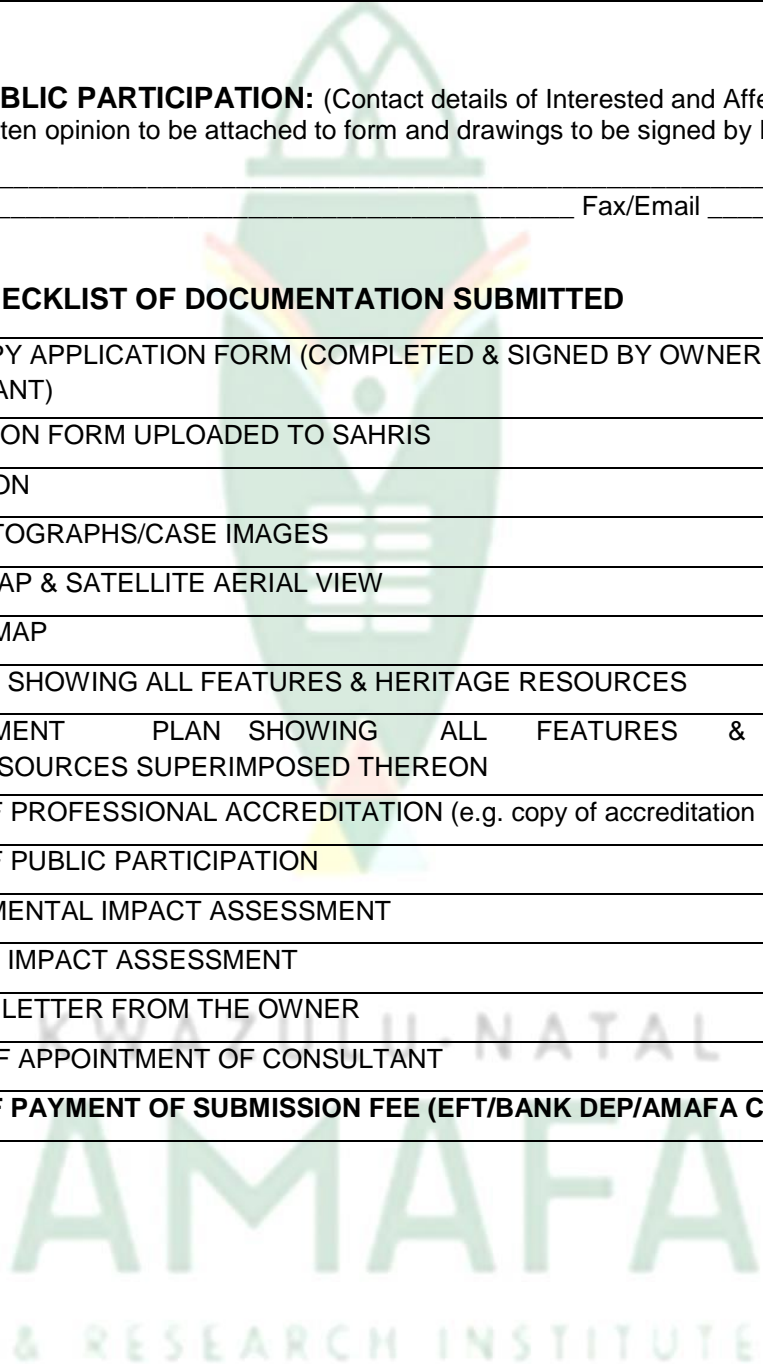 BLIC PARTICIPATION: (Contact details of Interested and Affe
ten opinion to be attached to form and drawings to be signed by
Fax/Email
ECKLIST OF DOCUMENTATION SUBMITTED
PY APPLICATION FORM (COMPLETED & SIGNED BY OWNER
ANT)
ON FORM UPLOADED TO SAHRIS
ON
TOGRAPHS/CASE IMAGES
AP & SATELLITE AERIAL VIEW
MAP
SHOWING ALL FEATURES & HERITAGE RESOURCES
MENT PLAN SHOWING ALL FEATURES &
SOURCES SUPERIMPOSED THEREON
F PROFESSIONAL ACCREDITATION (e.g. copy of accreditation
F PUBLIC PARTICIPATION
MENTAL IMPACT ASSESSMENT
IMPACT ASSESSMENT
LETTER FROM THE OWNER
KWAZULU-NATAL
F APPOINTMENT OF CONSULTANT
F PAYMENT OF SUBMISSION FEE (EFT/BANK DEP/AMAFA C
AMAFA
& RESEARCH INSTITUTE